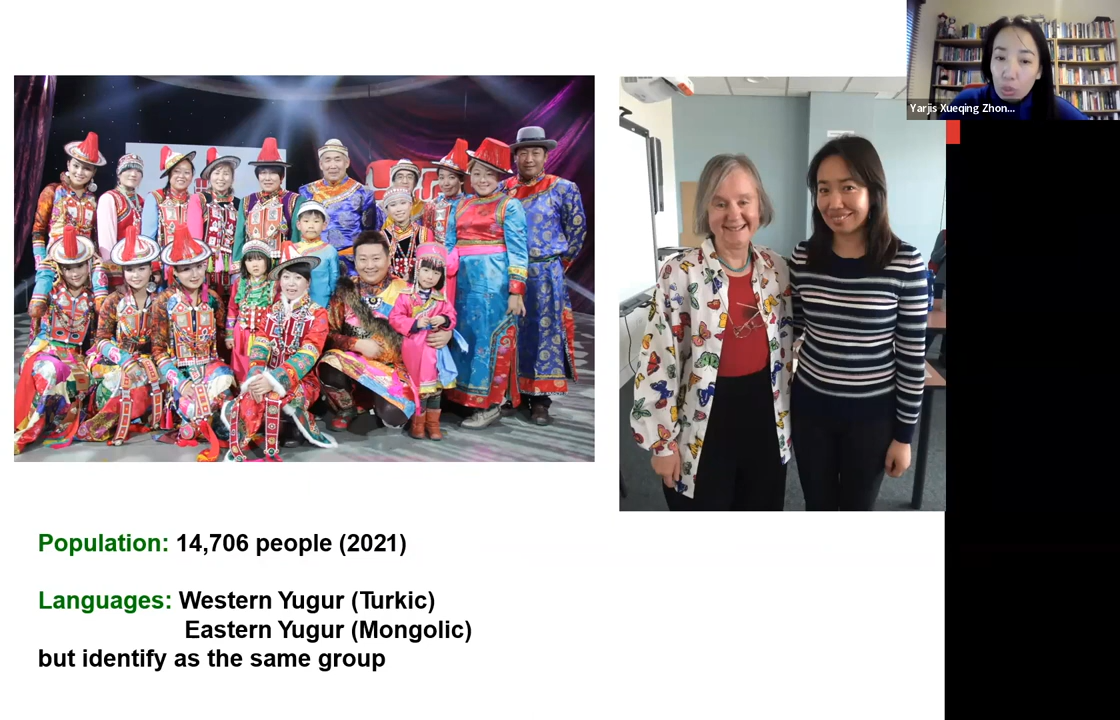 Yarjis Xueqing Zhon...
Population: 14,706 people (2021)
Languages: Western Yugur (Turkic)
Eastern Yugur (Mongolic)
but identify as the same group